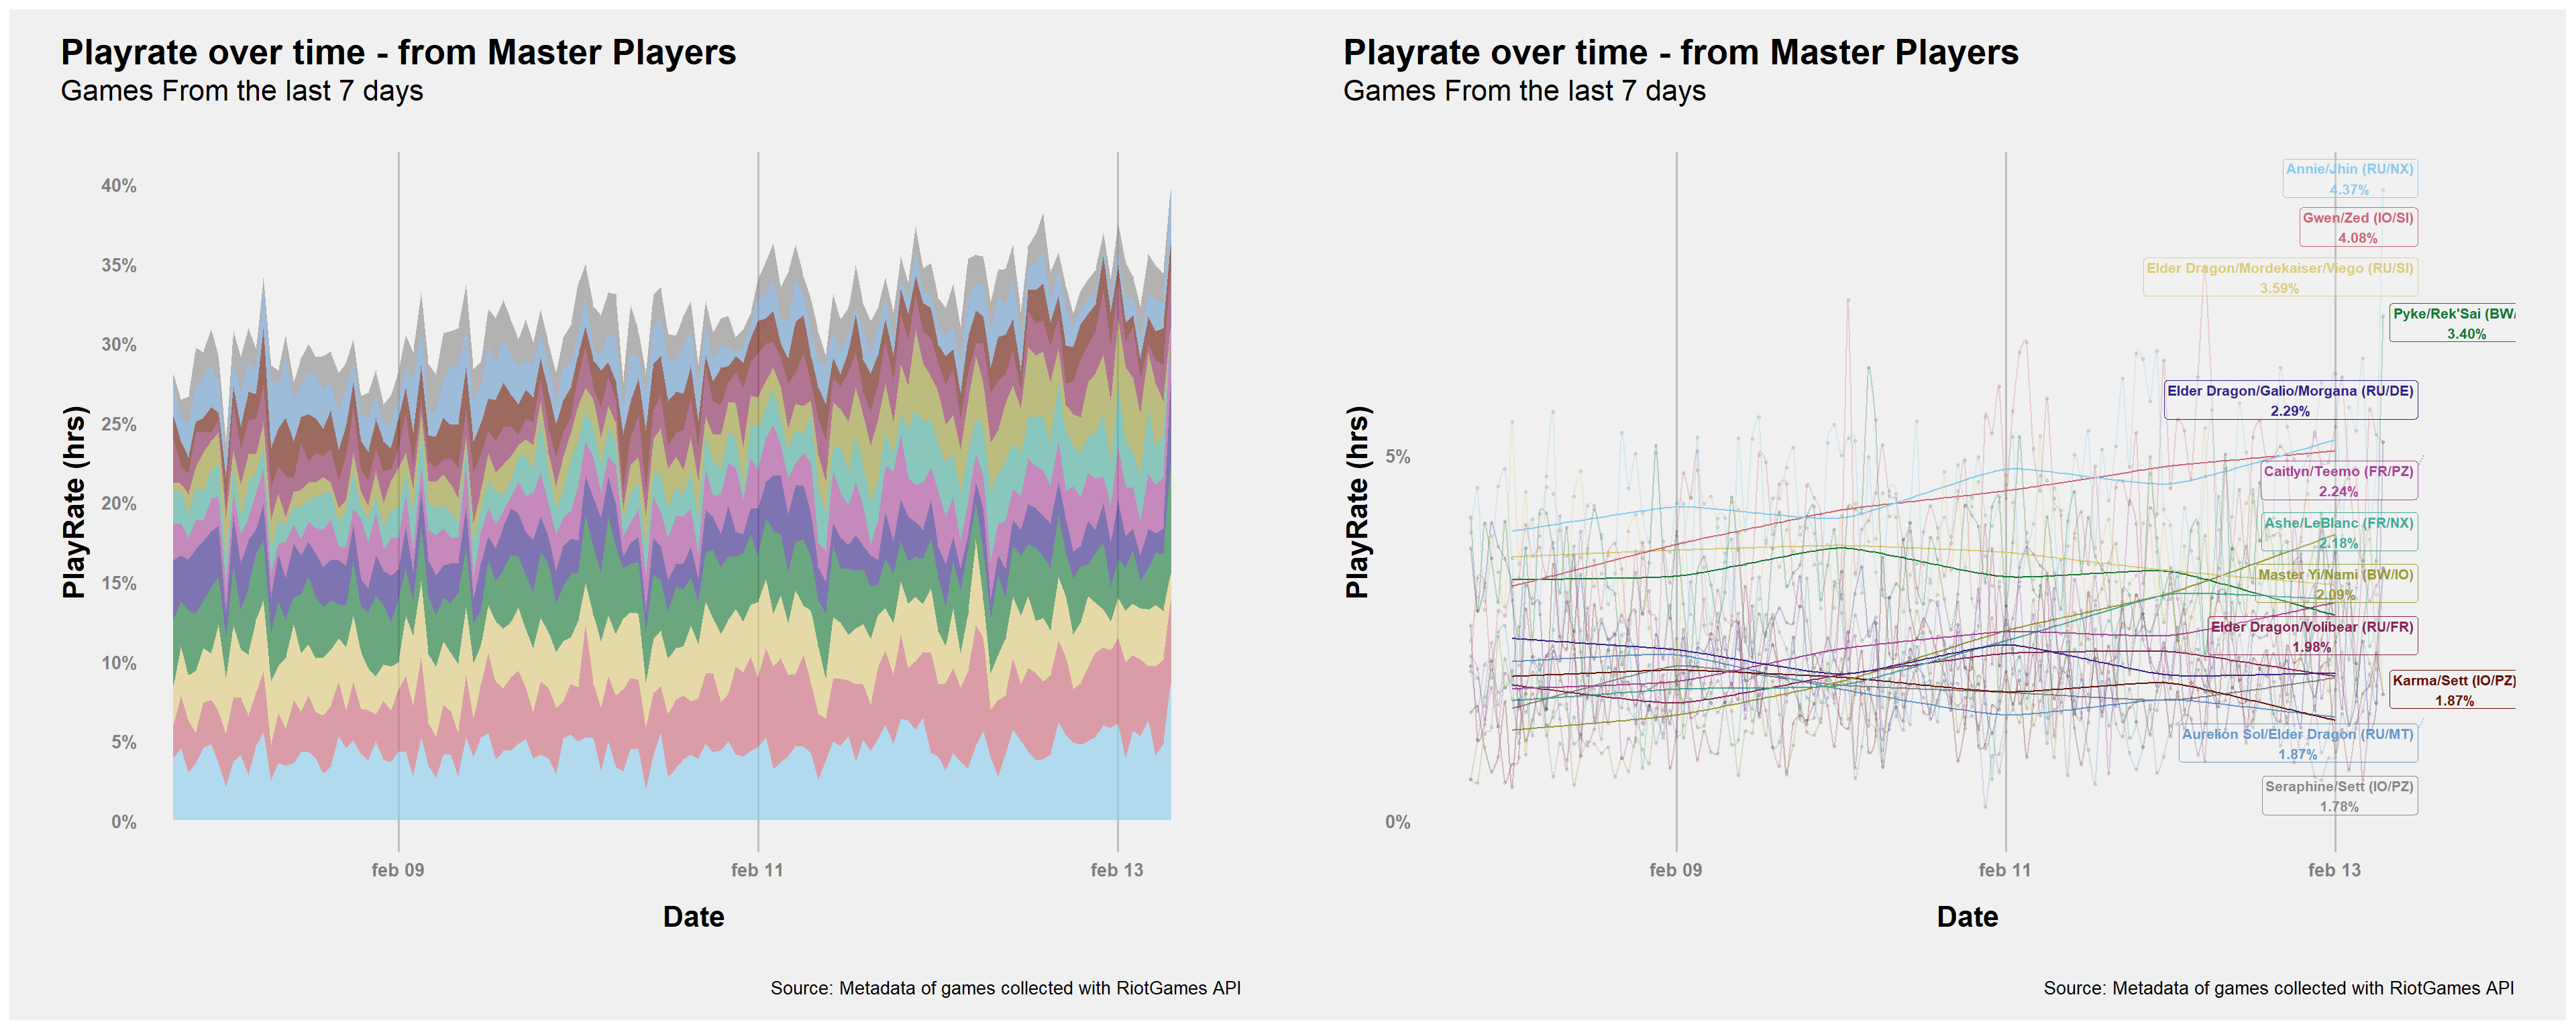 Playrate over time - from Master Players
Games From the last 7 days
40%
35%
30%
25%
20%
15%
10%
5%
0%
PlayRate (hrs)
feb 09
feb 11
feb 13
Date
Source: Metadata of games collected with RiotGames API
Playrate over time - from Master Players
Games From the last 7 days
5%
0%
PlayRate (hrs)
Annie/Jhin (RU/NX)
4.37%
Gwen/Zed (IO/SI)
4.08%
Elder Dragon/Mordekaiser/Viego (RU/SI)
3.59%
Pyke/Rek'Sai (BW/
3.40%
Elder Dragon/Galio/Morgana (RU/DE)
2.29%
Caitlyn/Teemo (FR/PZ)
2.24%
Ashe/LeBlanc (FR/NX)
2.18%
Master Yi/Nami (BW/IO)
2.09%
Elder Dragon/Volibear (RU/FR)
1.98%
Karma/Sett (IO/PZ)
1.87%
Aurelion Sol/Elder Dragon (RU/MT)
1.87%
Seraphine/Sett (IO/PZ)
1.78%
feb 09
feb 11
feb 13
Date
Source: Metadata of games collected with RiotGames API